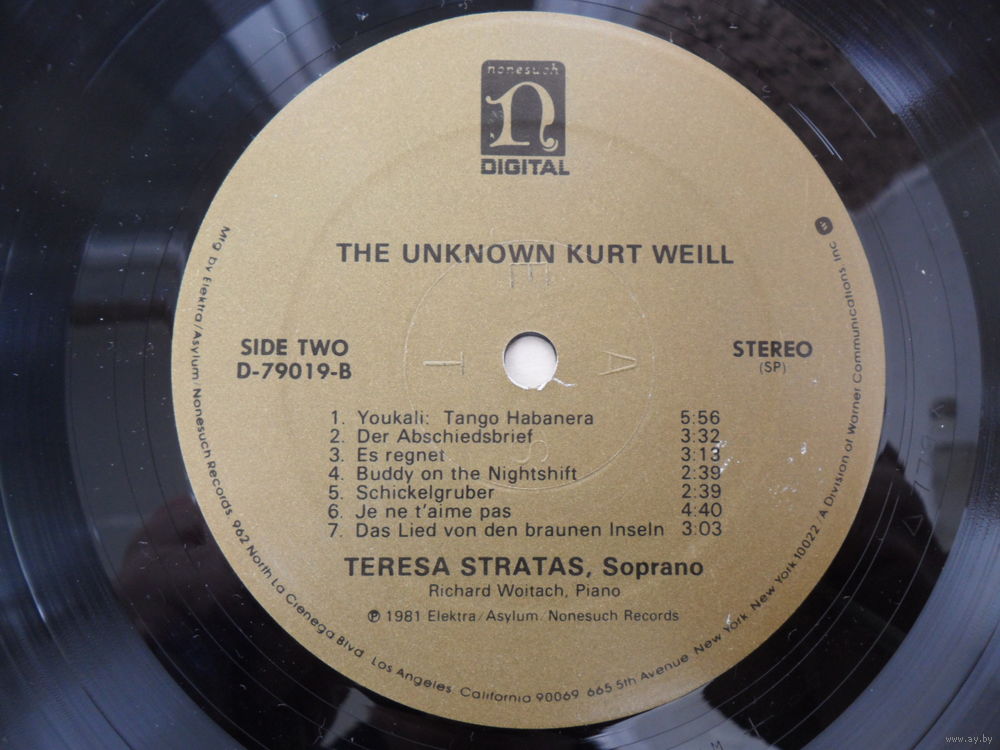 nonesuch
n
DIGITAL
THE UNKNOWN KURT WEILL
SIDE TWO
D-79019-B
STEREO
(SP)
1. Youkali: Tango Habanera 5:56
2. Der Abschiedsbrief 3:32
3. Es regnet 3:13
4. Buddy on the Nightshift 2:39
5. Schickelgruber 2:39
6. Je ne t'aime pas 4:40
7. Das Lied von den braunen Inseln 3:03
TERESA STRATAS, Soprano
Richard Woitach, Piano
℗ 1981 Elektra/Asylum/Nonesuch Records
Mfg by Elektra/Asylum/Nonesuch Records 962 North La Cienega Blvd Los Angeles California 90069 665 5th Avenue New York New York 10022 / A Division of Warner Communications Inc
T E A S
www.ay.by